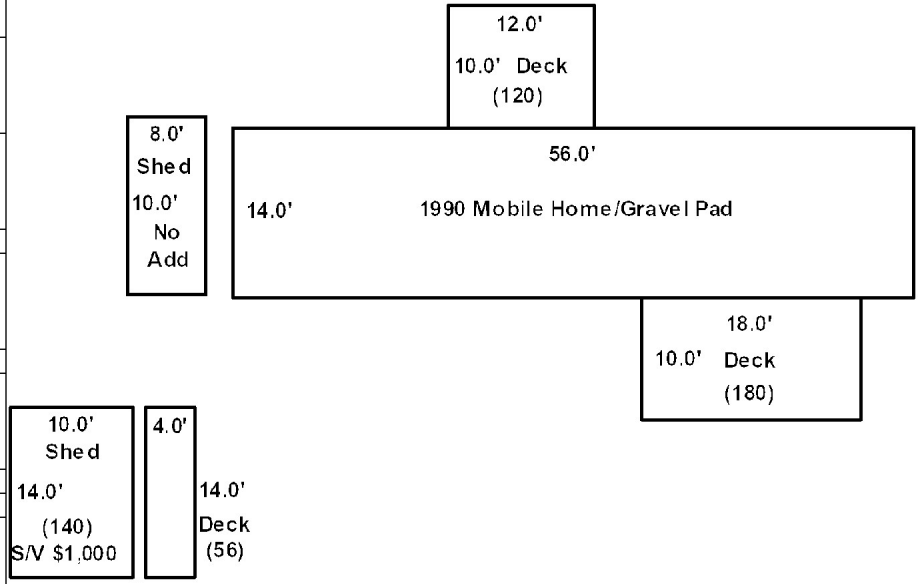 12.0'
10.0' Deck
(120)
8.0'
Shed
10.0'
No
Add
56.0'
14.0' 1990 Mobile Home/Gravel Pad
18.0'
10.0' Deck
(180)
10.0'
Shed
14.0'
(140)
S/V $1,000
4.0'
14.0'
Deck
(56)